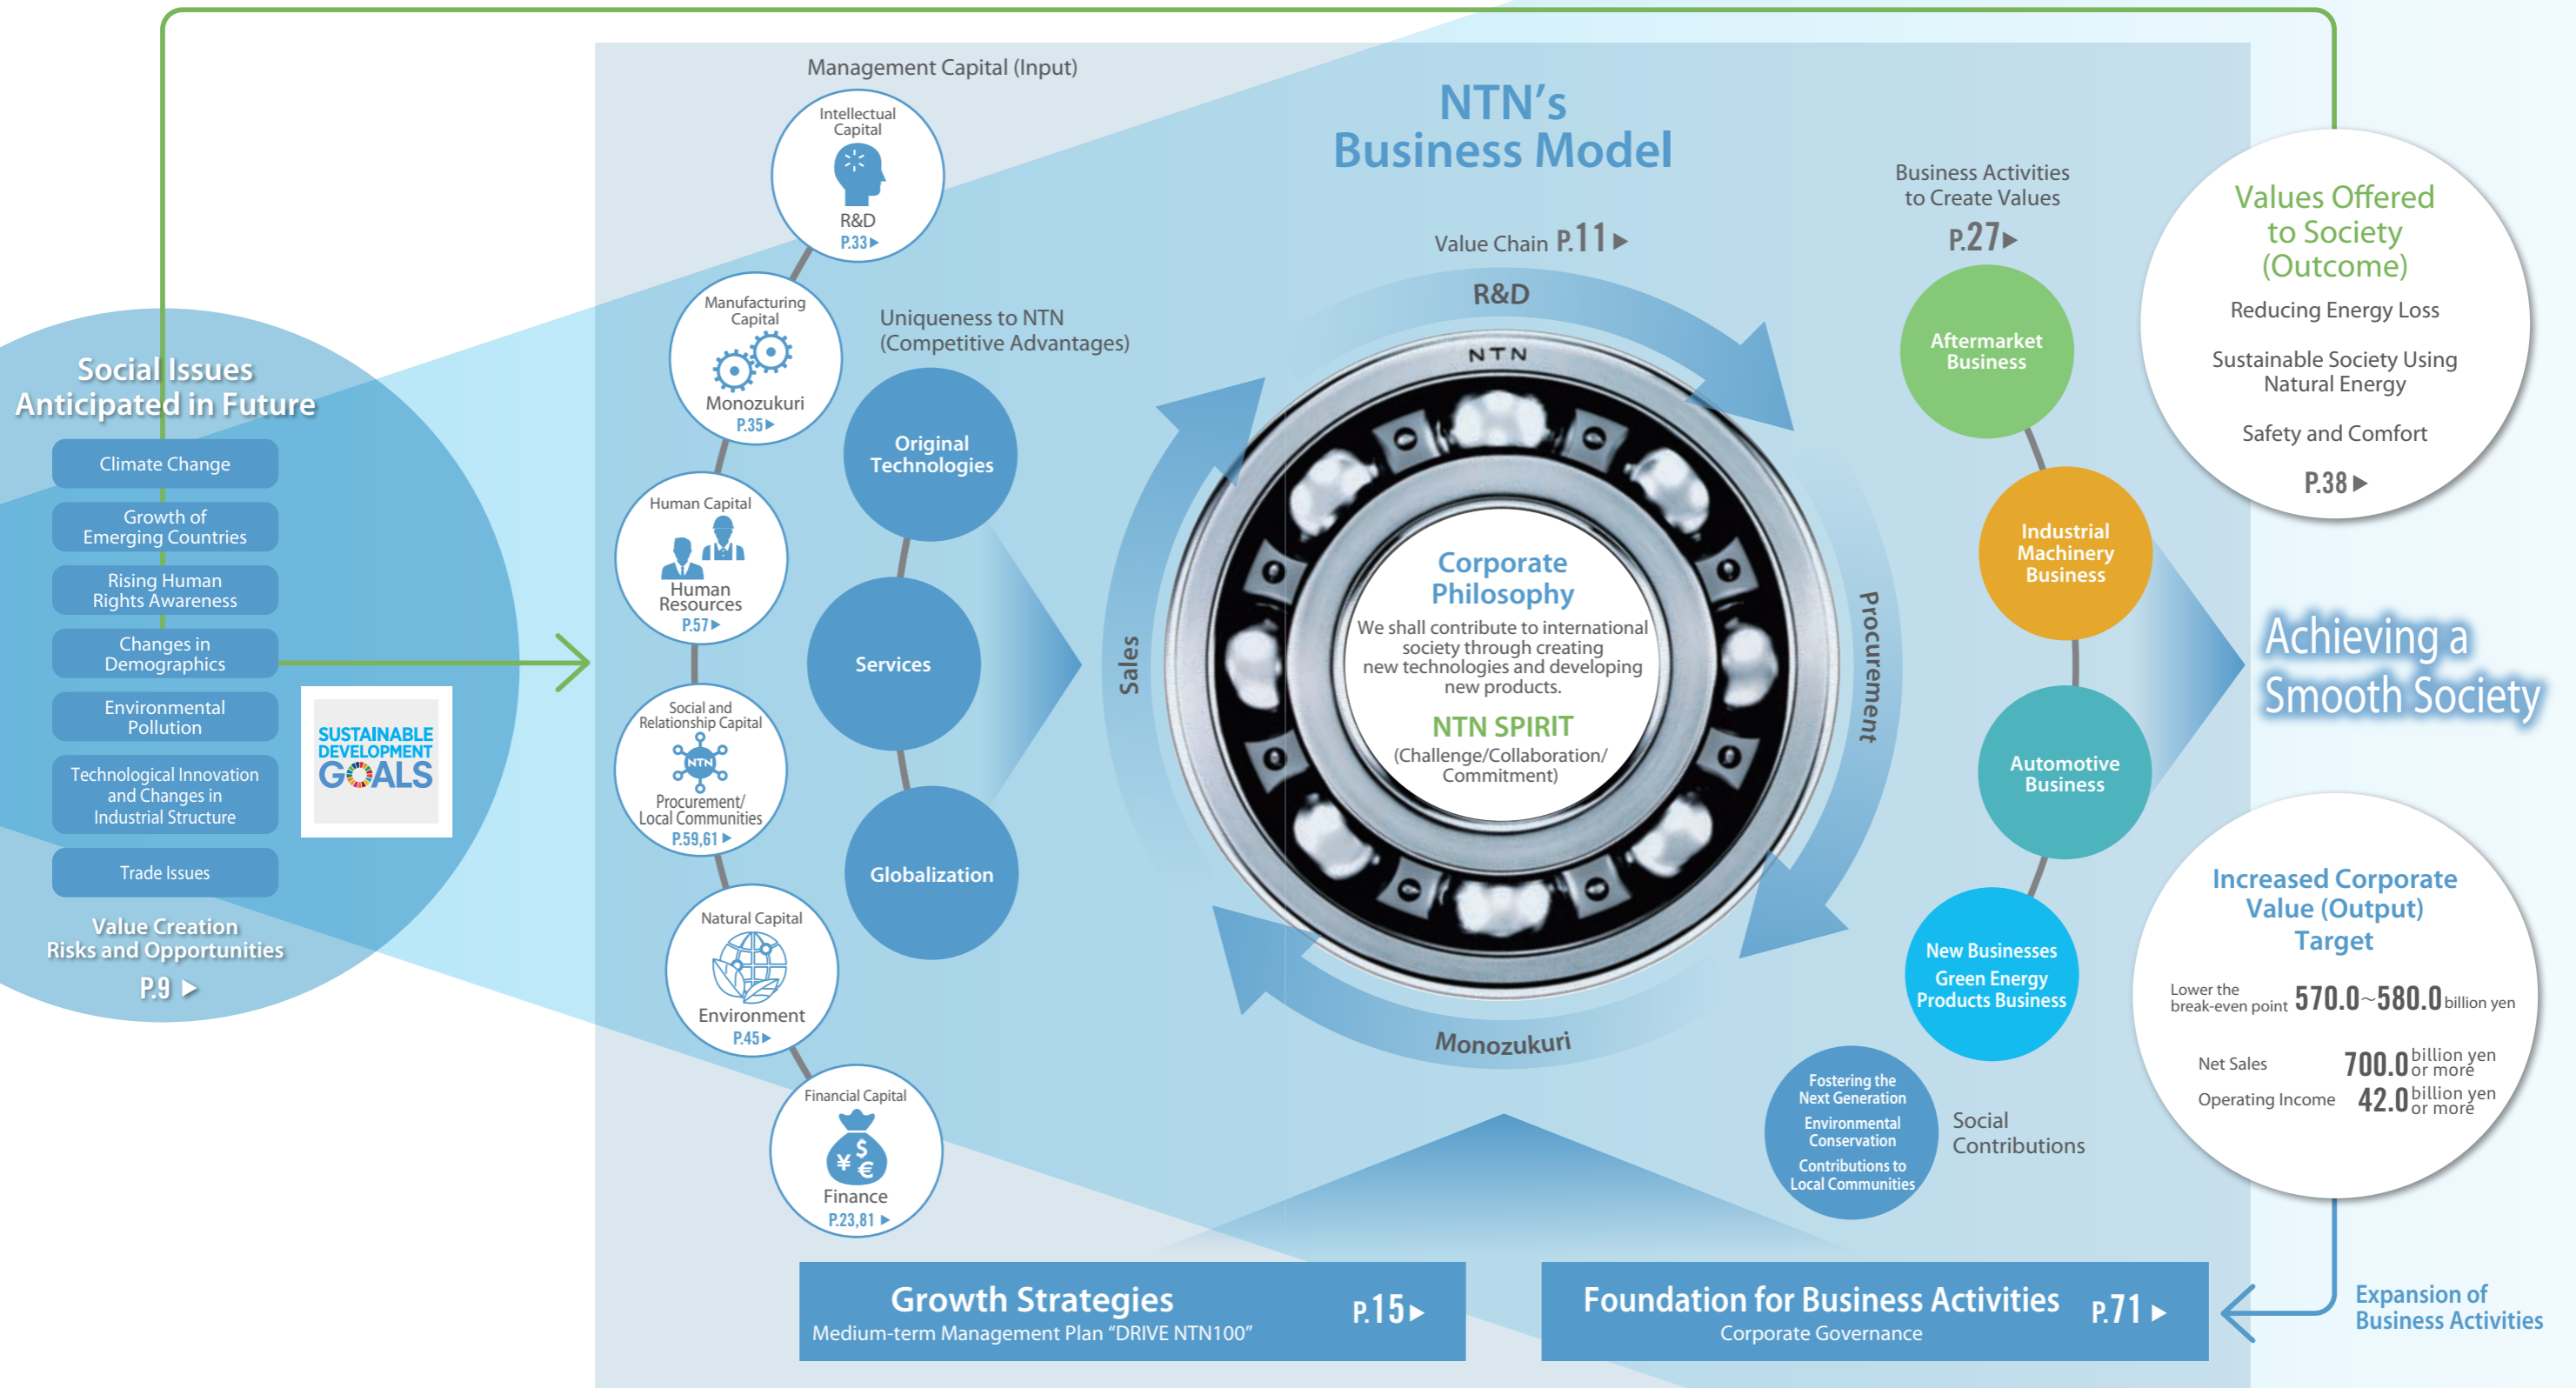 Social Issues
Anticipated in Future
Climate Change
Growth of
Emerging Countries
Rising Human
Rights Awareness
Changes in
Demographics
Environmental
Pollution
Technological Innovation
and Changes in
Industrial Structure
Trade Issues
Value Creation
Risks and Opportunities
P.9 ▶
SUSTAINABLE
DEVELOPMENT
GOALS
Management Capital (Input)
Intellectual
Capital
R&D
P.33▶
Manufacturing
Capital
Monozukuri
P.35▶
Human Capital
Human
Resources
P.57▶
Social and
Relationship Capital
NTN
Procurement/
Local Communities
P.59,61 ▶
Natural Capital
Environment
P.45▶
Financial Capital
¥ $ €
Finance
P.23,81 ▶
Uniqueness to NTN
(Competitive Advantages)
Original
Technologies
Services
Globalization
NTN's
Business Model
Value Chain P.11 ▶
R&D
Procurement
Monozukuri
Sales
NTN
Corporate
Philosophy
We shall contribute to international
society through creating
new technologies and developing
new products.
NTN SPIRIT
(Challenge/Collaboration/
Commitment)
Business Activities
to Create Values
P.27▶
Aftermarket
Business
Industrial
Machinery
Business
Automotive
Business
New Businesses
Green Energy
Products Business
Fostering the
Next Generation
Environmental
Conservation
Contributions to
Local Communities
Social
Contributions
Values Offered
to Society
(Outcome)
Reducing Energy Loss
Sustainable Society Using
Natural Energy
Safety and Comfort
P.38 ▶
Achieving a
Smooth Society
Increased Corporate
Value (Output)
Target
Lower the
break-even point 570.0~580.0 billion yen
Net Sales 700.0 billion yen
or more
Operating Income 42.0 billion yen
or more
Growth Strategies P.15▶
Medium-term Management Plan “DRIVE NTN100”
Foundation for Business Activities P.71 ▶
Corporate Governance
Expansion of
Business Activities